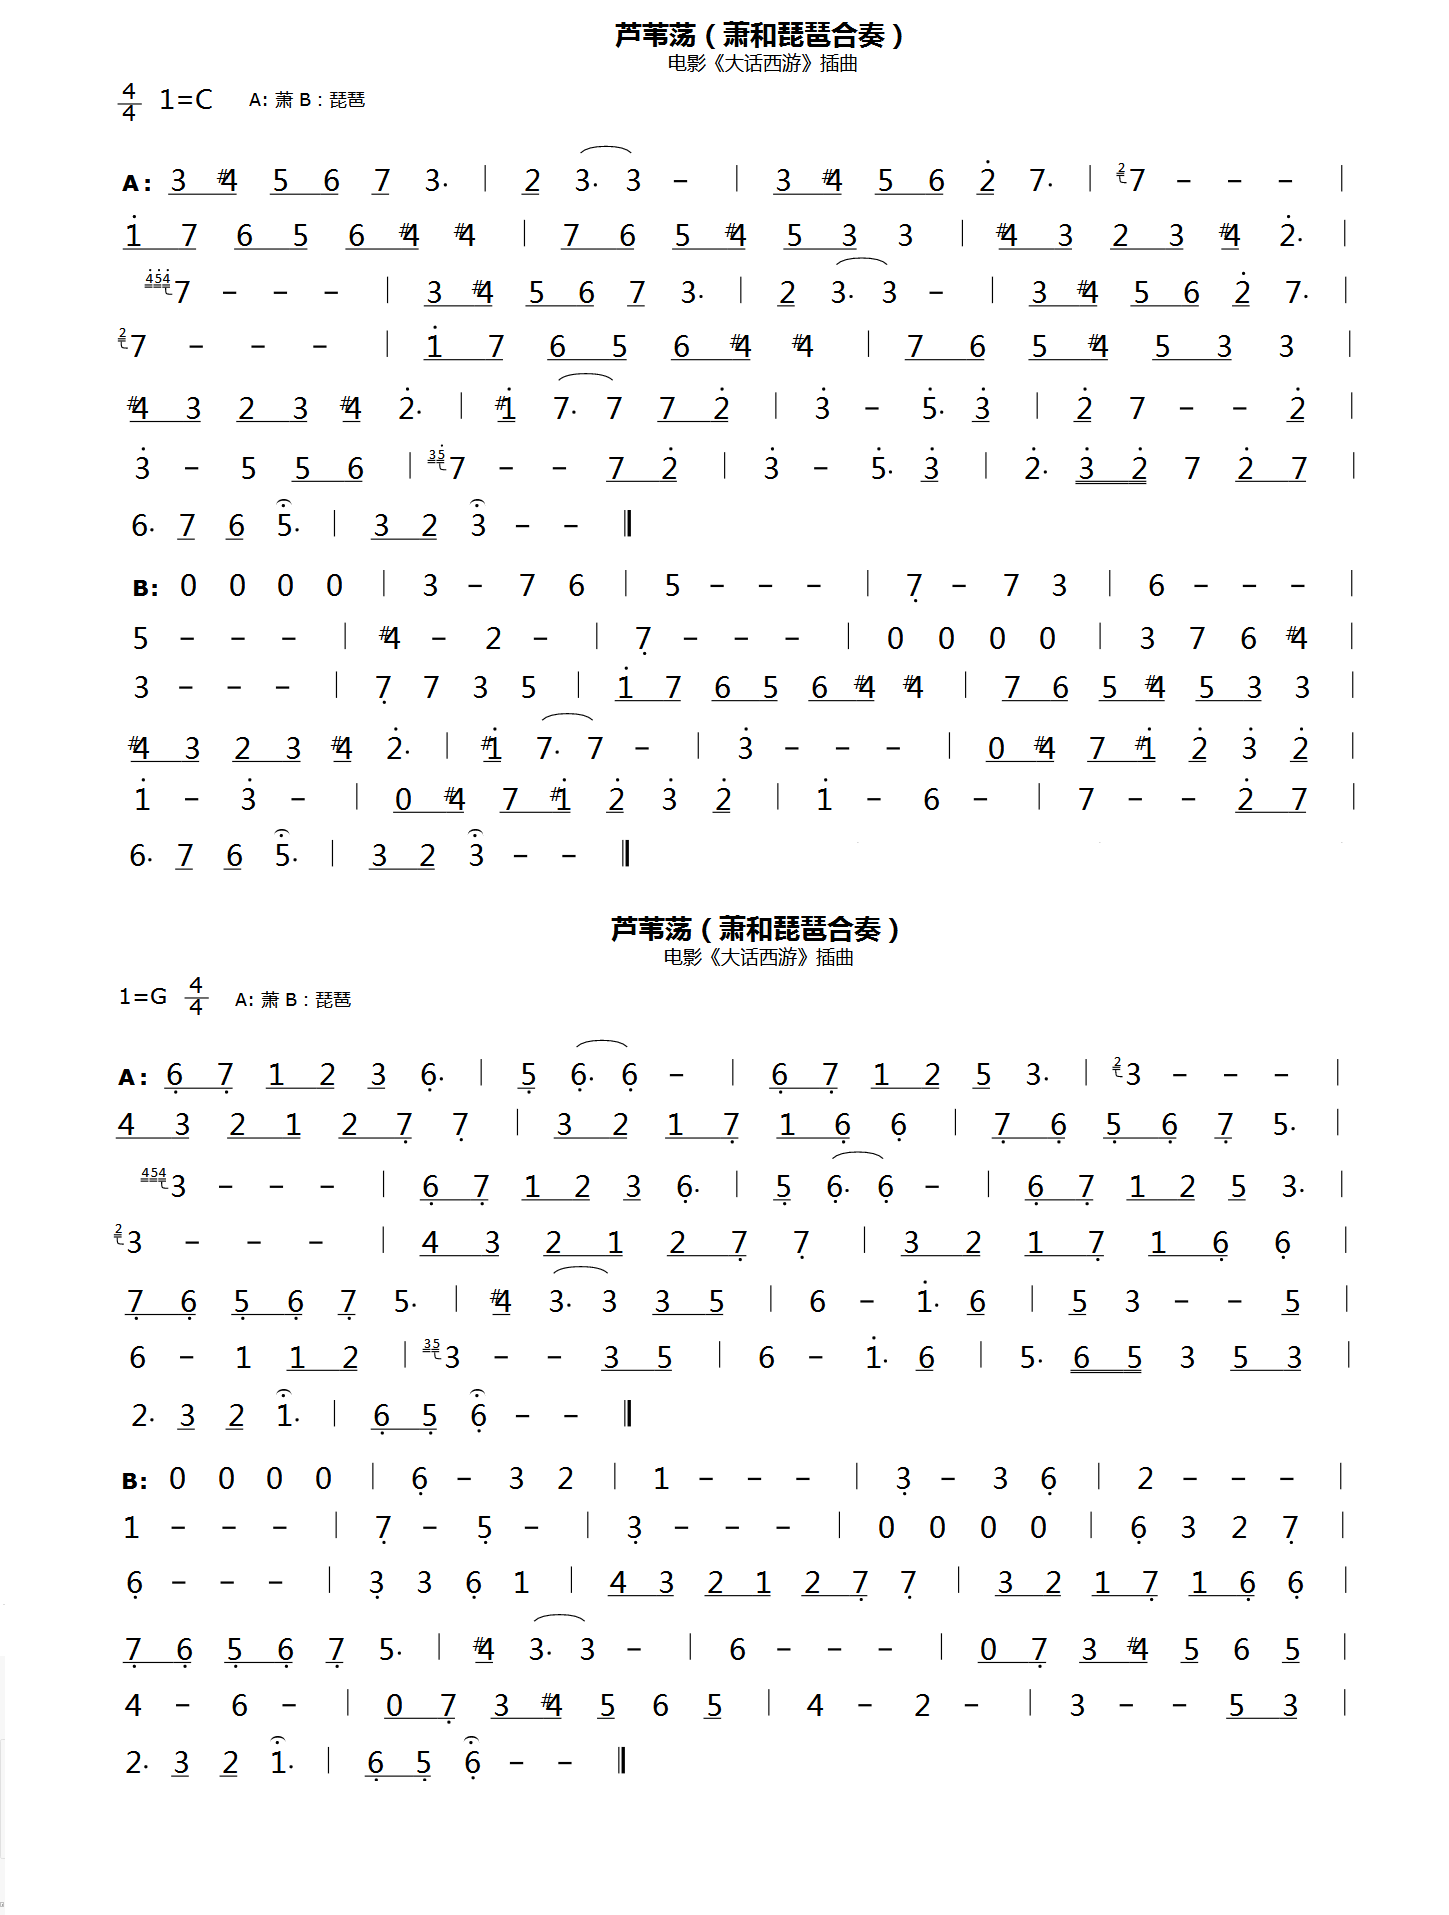 芦苇荡（萧和琵琶合奏）
电影《大话西游》插曲
4/4 1=C A: 萧 B：琵琶
A: 3 #4 5 6 7 3. | 2 3. 3 – | 3 #4 5 6 2̇ 7. | ²7 – – – |
1̇ 7 6 5 6 #4 #4 | 7 6 5 #4 5 3 3 | #4 3 2 3 #4 2̇. |
4̇5̇4̇7 – – – | 3 #4 5 6 7 3. | 2 3. 3 – | 3 #4 5 6 2̇ 7. |
²7 – – – | 1̇ 7 6 5 6 #4 #4 | 7 6 5 #4 5 3 3 |
#4 3 2 3 #4 2̇. | #1̇ 7. 7 7 2̇ | 3̇ – 5̇. 3̇ | 2̇ 7 – – 2̇ |
3̇ – 5 5 6 | 35̇7 – – 7 2̇ | 3̇ – 5̇. 3̇ | 2̇. 3̇ 2̇ 7 2̇ 7 |
6. 7 6 5. | 3 2 3 – – ‖
B: 0 0 0 0 | 3 – 7 6 | 5 – – – | 7̣ – 7 3 | 6 – – – |
5 – – – | #4 – 2 – | 7̣ – – – | 0 0 0 0 | 3 7 6 #4 |
3 – – – | 7̣ 7 3 5 | 1̇ 7 6 5 6 #4 #4 | 7 6 5 #4 5 3 3 |
#4 3 2 3 #4 2̇. | #1̇ 7. 7 – | 3̇ – – – | 0 #4 7 #1̇ 2̇ 3̇ 2̇ |
1̇ – 3̇ – | 0 #4 7 #1̇ 2̇ 3̇ 2̇ | 1̇ – 6 – | 7 – – 2̇ 7 |
6. 7 6 5. | 3 2 3 – – ‖
芦苇荡（萧和琵琶合奏）
电影《大话西游》插曲
1=G 4/4 A: 萧 B：琵琶
A: 6̣ 7̣ 1 2 3 6̣. | 5̣ 6̣. 6̣ – | 6̣ 7̣ 1 2 5 3. | ²3 – – – |
4 3 2 1 2 7̣ 7̣ | 3 2 1 7̣ 1 6̣ 6̣ | 7̣ 6̣ 5̣ 6̣ 7̣ 5. |
4543 – – – | 6̣ 7̣ 1 2 3 6̣. | 5̣ 6̣. 6̣ – | 6̣ 7̣ 1 2 5 3. |
²3 – – – | 4 3 2 1 2 7̣ 7̣ | 3 2 1 7̣ 1 6̣ 6̣ |
7̣ 6̣ 5̣ 6̣ 7̣ 5. | #4 3. 3 3 5 | 6 – 1̇. 6 | 5 3 – – 5 |
6 – 1 1 2 | 353 – – 3 5 | 6 – 1̇. 6 | 5. 6 5 3 5 3 |
2. 3 2 1. | 6̣ 5̣ 6̣ – – ‖
B: 0 0 0 0 | 6̣ – 3 2 | 1 – – – | 3̣ – 3 6̣ | 2 – – – |
1 – – – | 7̣ – 5̣ – | 3̣ – – – | 0 0 0 0 | 6̣ 3 2 7̣ |
6̣ – – – | 3̣ 3 6̣ 1 | 4 3 2 1 2 7̣ 7̣ | 3 2 1 7̣ 1 6̣ 6̣ |
7̣ 6̣ 5̣ 6̣ 7̣ 5. | #4 3. 3 – | 6 – – – | 0 7̣ 3 #4 5 6 5 |
4 – 6 – | 0 7̣ 3 #4 5 6 5 | 4 – 2 – | 3 – – 5 3 |
2. 3 2 1. | 6̣ 5̣ 6̣ – – ‖